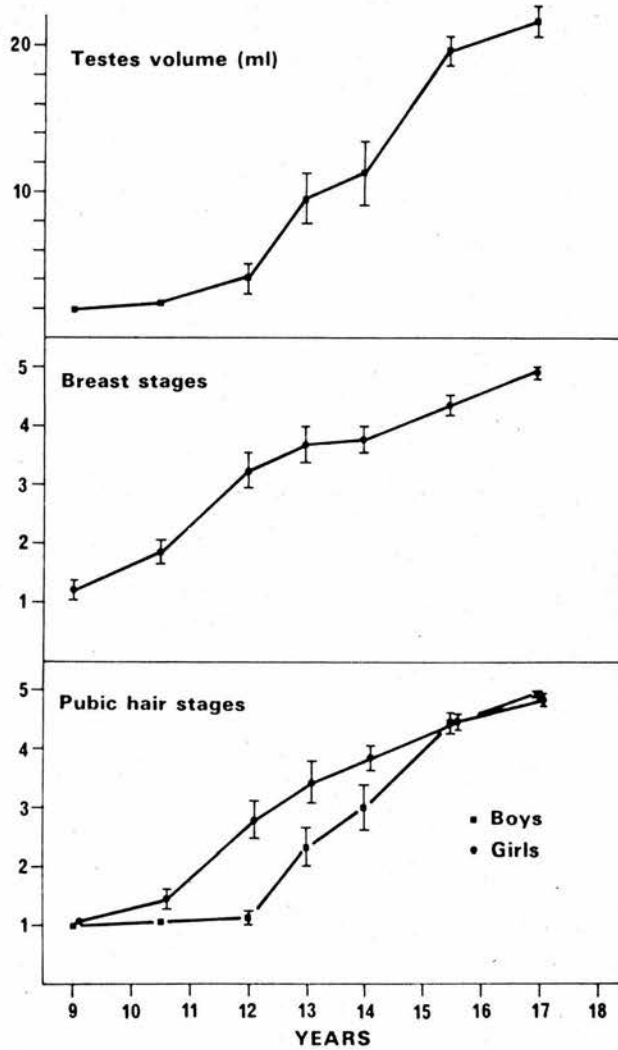 20
Testes volume (ml)
10
5
Breast stages
4
3
2
1
5
Pubic hair stages
4
3
Boys
Girls
2
1
9 10 11 12 13 14 15 16 17 18
YEARS